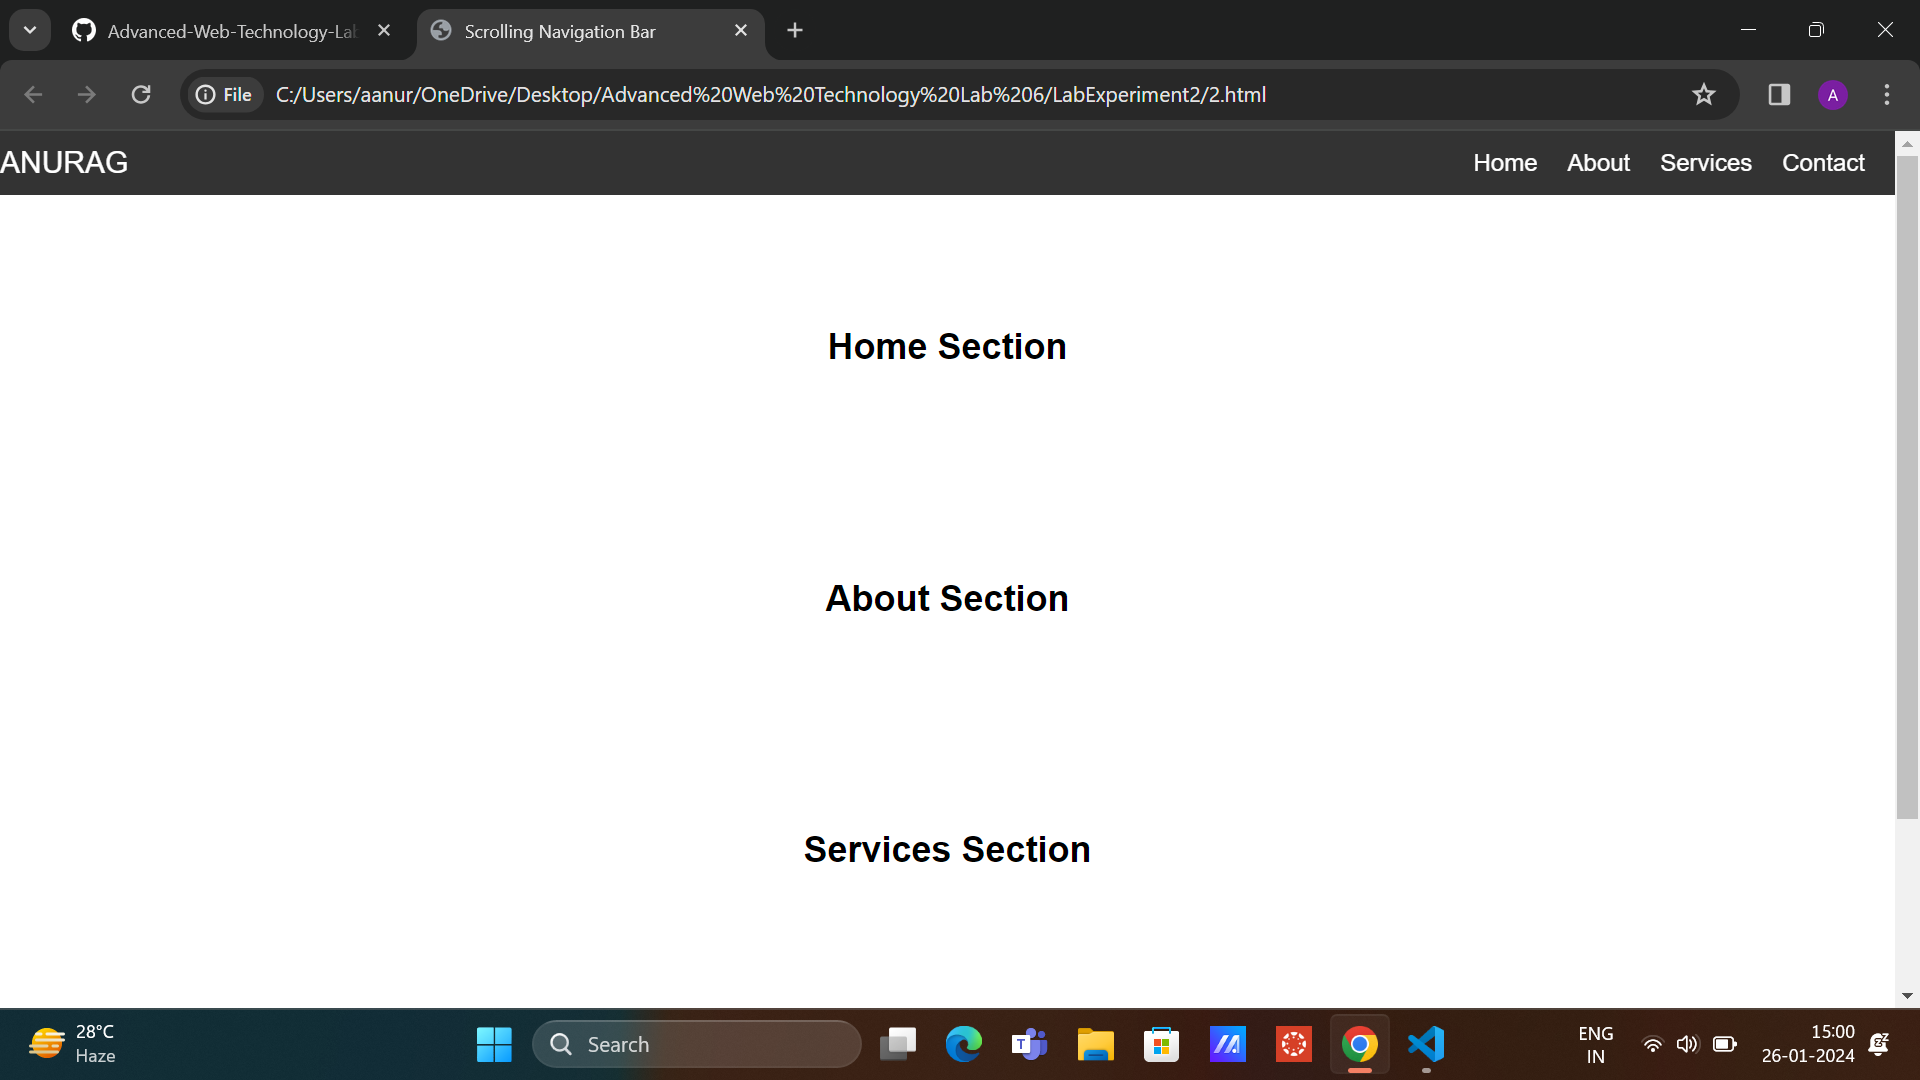 Advanced-Web-Technology-La
Scrolling Navigation Bar
File
C:/Users/aanur/OneDrive/Desktop/Advanced%20Web%20Technology%20Lab%206/LabExperiment2/2.html
A
ANURAG
Home
About
Services
Contact
Home Section
About Section
Services Section
28°C
Haze
Search
ENG
IN
15:00
26-01-2024